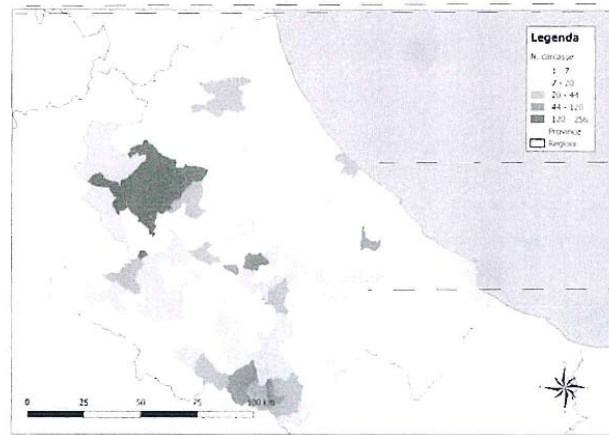 Legenda
N. carcasse
1 - 7
7 - 20
20 - 44
44 - 120
120 - 256
Province
Regioni
0 25 50 75 100 km